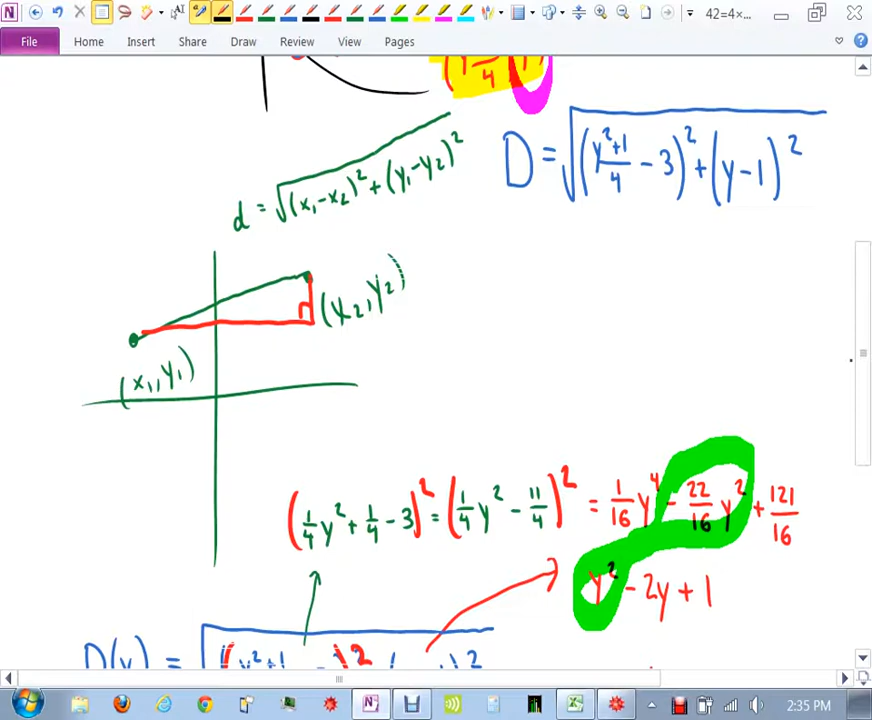 42=4×...
File Home Insert Share Draw Review View Pages
4
D = √((y²+1)/4 − 3)² + (y−1)²
d = √(x₁−x₂)² + (y₁−y₂)²
(x₂, y₂)
(x₁, y₁)
(1/4 y² + 1/4 − 3)² = (1/4 y² − 11/4)² = 1/16 y⁴ − 22/16 y² + 121/16
y² − 2y + 1
D(y) =
2:35 PM